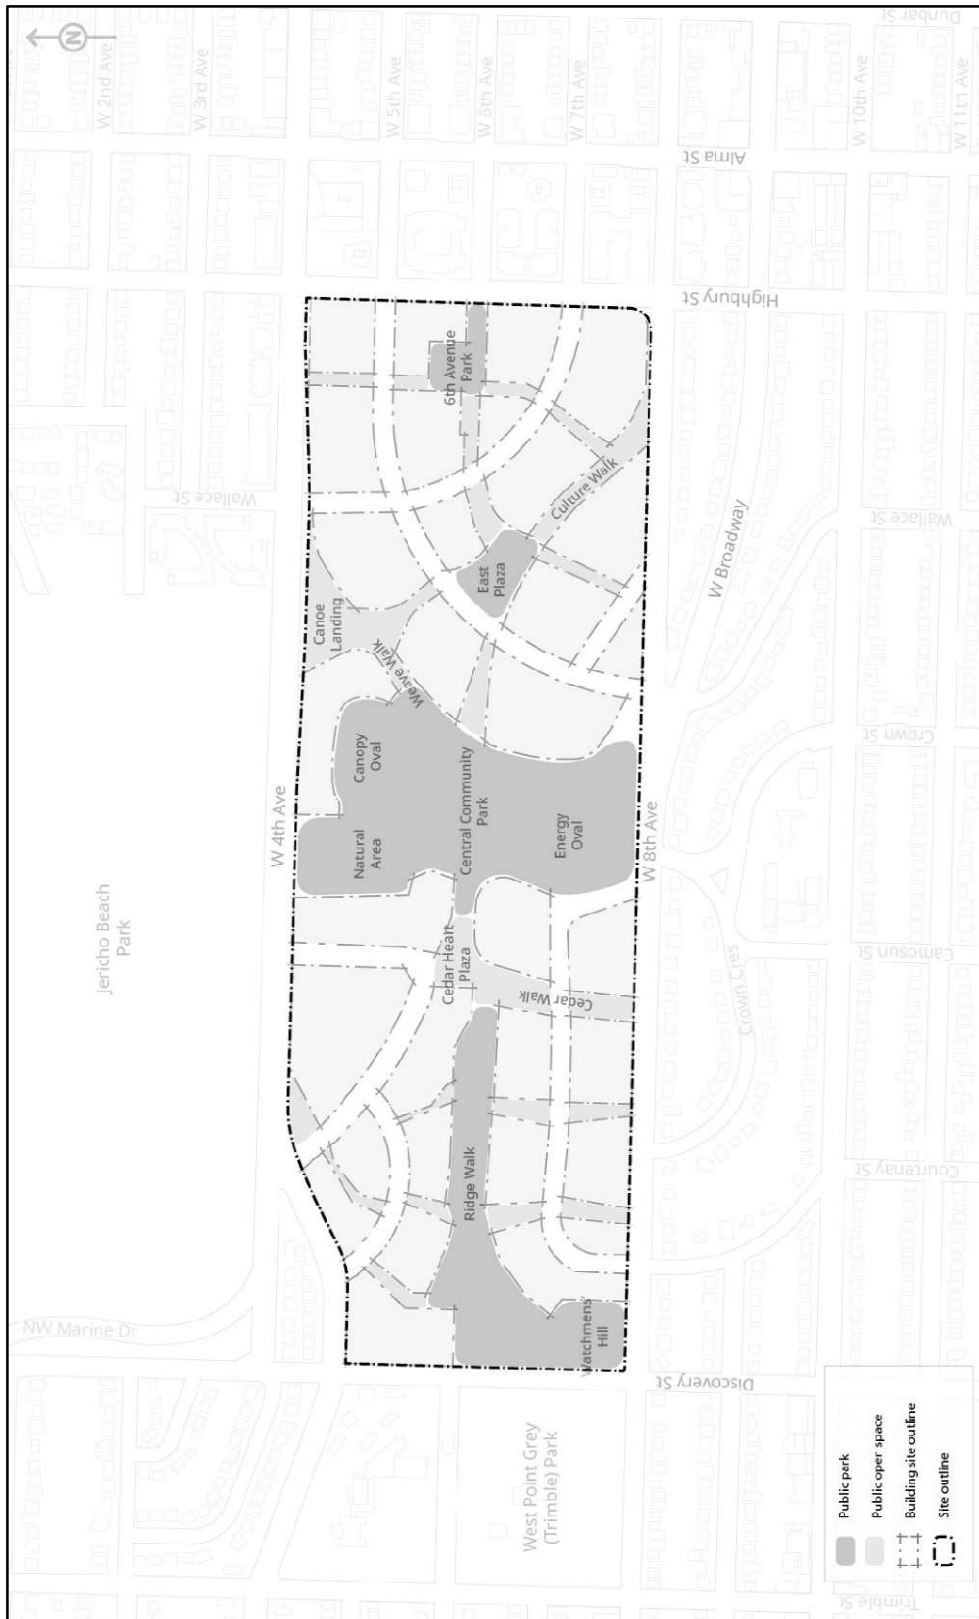 N
Dunbar St
W 2nd Ave
W 3rd Ave
W 5th Ave
W 6th Ave
W 7th Ave
W 10th Ave
W 11th Ave
Alma St
Highbury St
6th Avenue
Park
Wallace St
Culture Walk
Wallace St
W Broadway
East
Plaza
Canoe
Landing
Weave Walk
Crown St
Canopy
Oval
W 4th Ave
Natural
Area
Central Community
Park
Energy
Oval
W 8th Ave
Jericho Beach
Park
Cedar Heart
Plaza
Cedar Walk
Crown Cres
Camosun St
Ridge Walk
Courtenay St
NW Marine Dr
Watchmens
Hill
Discovery St
West Point Grey
(Trimble) Park
Trimble St
Public park
Public oper space
Building site outline
Site outline